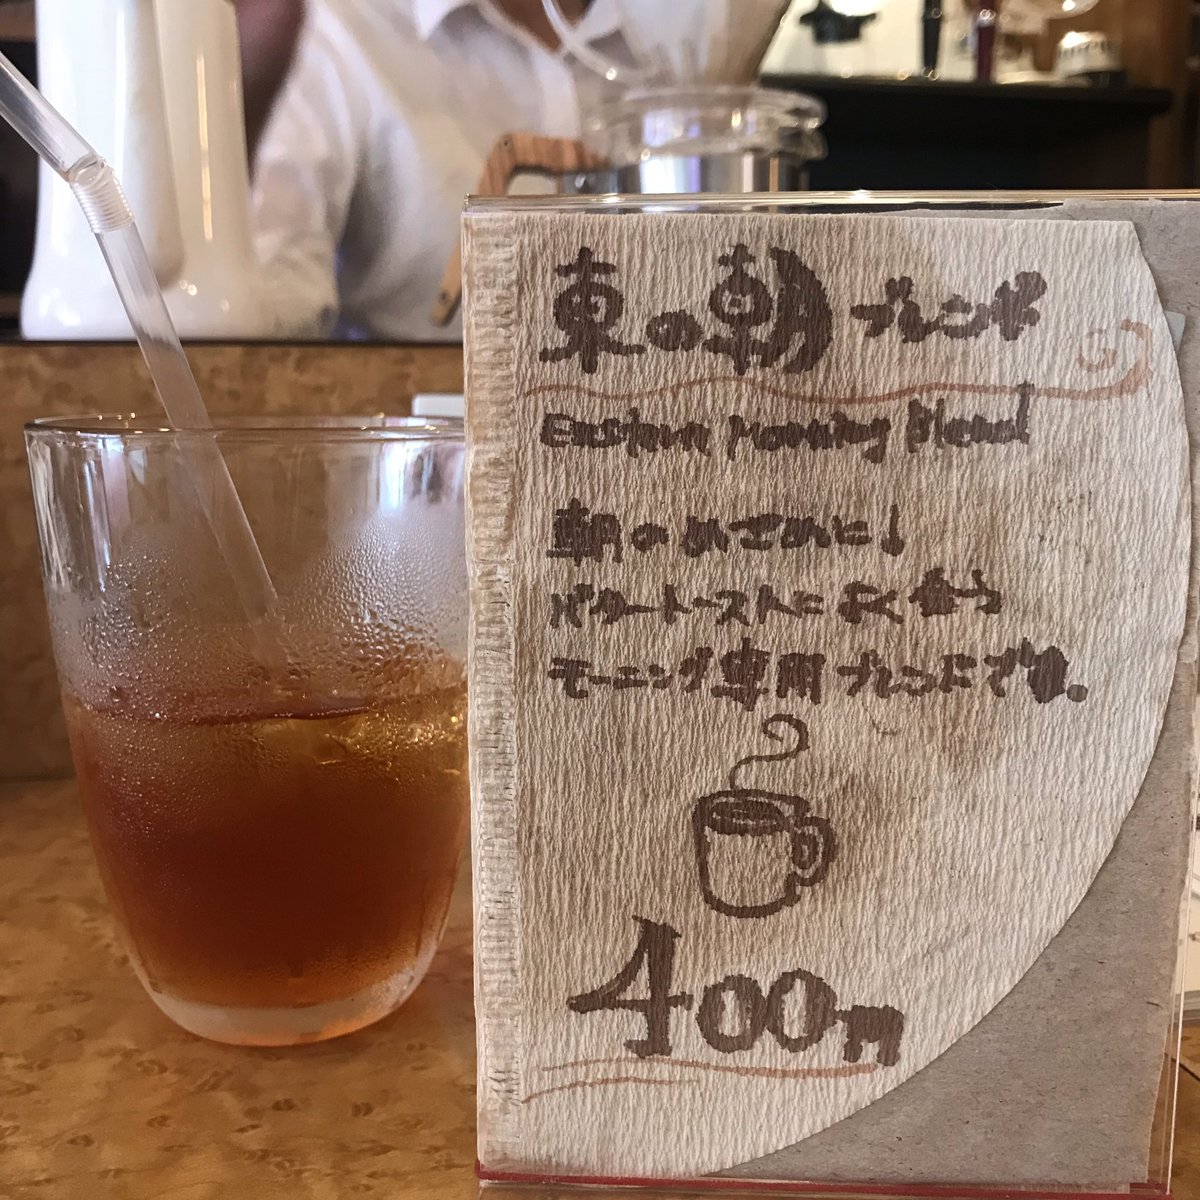 東の朝ブレンド
Eastern Morning Blend
朝のめざめに!
バタートーストによく合う
モーニング専用ブレンドです。
400円